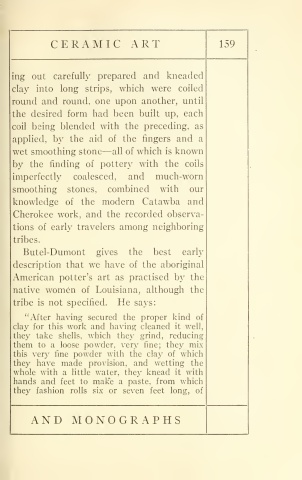 CERAMIC ART
159
ing out carefully prepared and kneaded
clay into long strips, which were coiled
round and round, one upon another, until
the desired form had been built up, each
coil being blended with the preceding, as
applied, by the aid of the fingers and a
wet smoothing stone—all of which is known
by the finding of pottery with the coils
imperfectly coalesced, and much-worn
smoothing stones, combined with our
knowledge of the modern Catawba and
Cherokee work, and the recorded observa-
tions of early travelers among neighboring
tribes.
Butel-Dumont gives the best early
description that we have of the aboriginal
American potter's art as practised by the
native women of Louisiana, although the
tribe is not specified. He says:
"After having secured the proper kind of
clay for this work and having cleaned it well,
they take shells, which they grind, reducing
them to a loose powder, very fine; they mix
this very fine powder with the clay of which
they have made provision, and wetting the
whole with a little water, they knead it with
hands and feet to make a paste, from which
they fashion rolls six or seven feet long, of
AND MONOGRAPHS